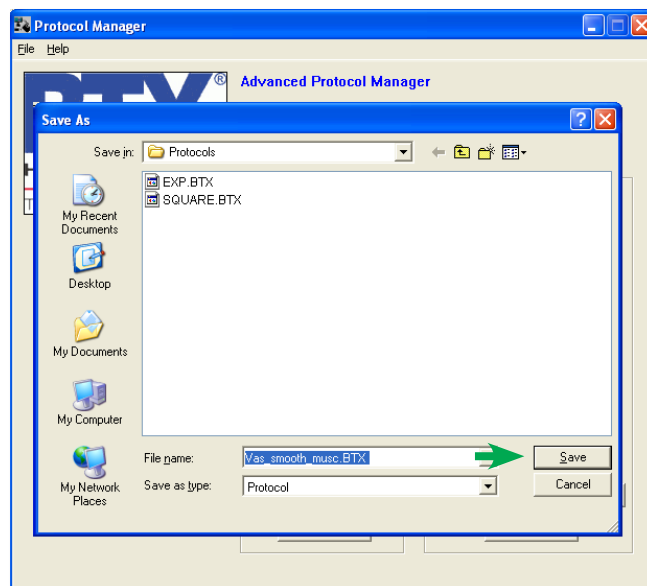 Protocol Manager
File Help
Advanced Protocol Manager
®
Save As
Save in: Protocols
EXP.BTX
SQUARE.BTX
My Recent
Documents
Desktop
My Documents
My Computer
My Network
Places
File name: Vas_smooth_musc.BTX Save
Save as type: Protocol Cancel